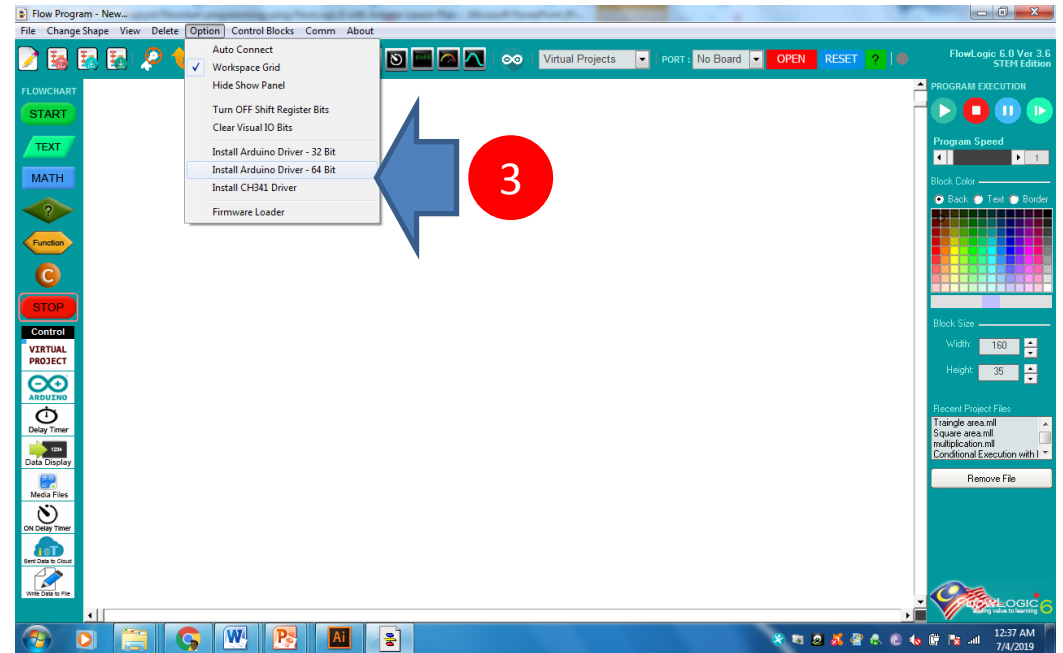 Flow Program - New...
File Change Shape View Delete Option Control Blocks Comm About
Auto Connect
Workspace Grid
Hide Show Panel
Turn OFF Shift Register Bits
Clear Visual IO Bits
Install Arduino Driver - 32 Bit
Install Arduino Driver - 64 Bit
Install CH341 Driver
Firmware Loader
3
Virtual Projects
PORT : No Board
OPEN
RESET
?
FlowLogic 6.0 Ver 3.6
STEM Edition
FLOWCHART
START
TEXT
MATH
?
Function
C
STOP
Control
VIRTUAL
PROJECT
ARDUINO
Delay Timer
1234
Data Display
Media Files
ON Delay Timer
IoT
Sent Data to Cloud
Write Data to File
PROGRAM EXECUTION
Program Speed
1
Block Color
Back Text Border
Block Size
Width: 160
Height: 35
Recent Project Files
Traingle area.mll
Square area.mll
multiplication.mll
Conditional Execution with I
Remove File
FLOWLOGIC 6
Adding value to learning
W
P
Ai
12:37 AM
7/4/2019